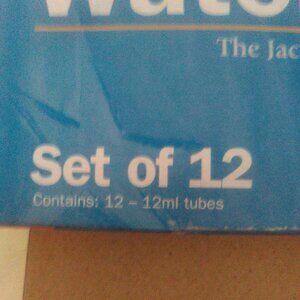 The Jac
Set of 12
Contains: 12 – 12ml tubes